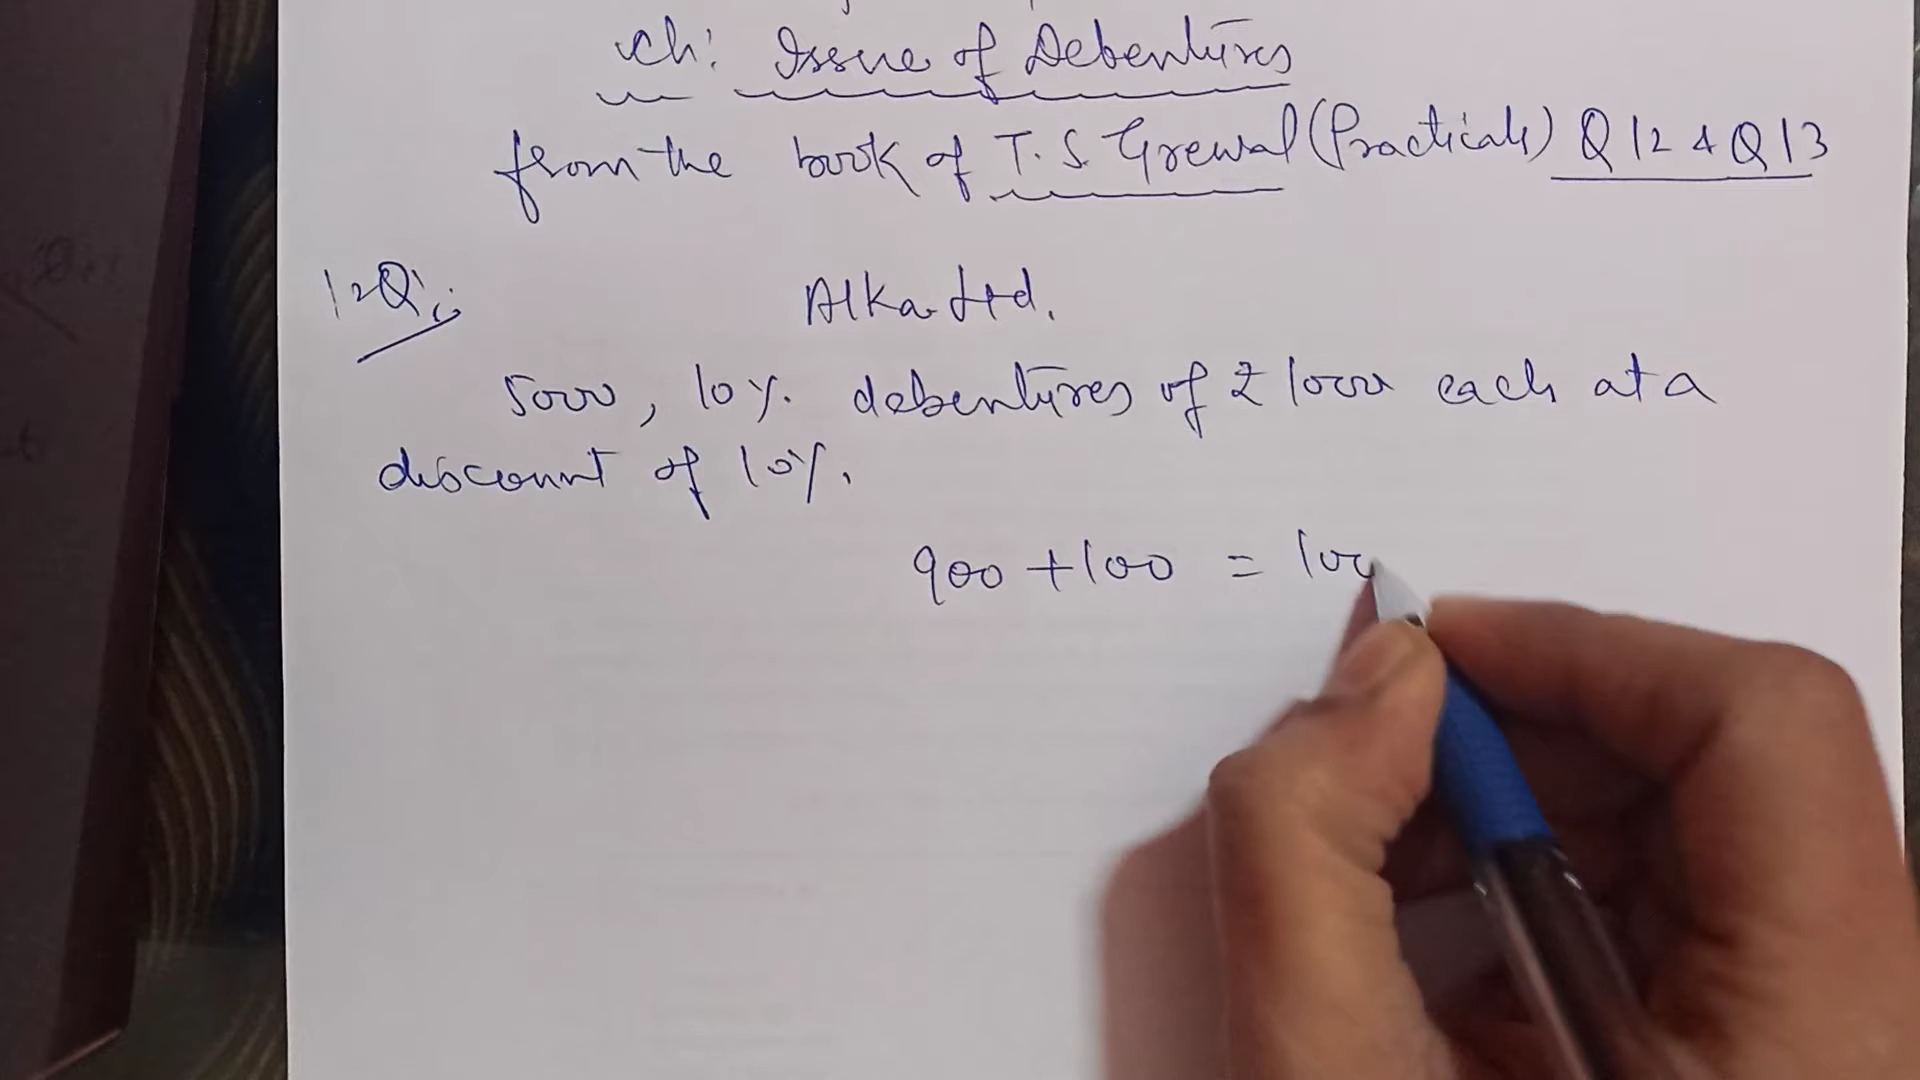 ch: Issue of Debentures
from the book of T.S. Grewal (Practicals) Q12 & Q13
12Q:
Alka Ltd.
5000, 10% debentures of ₹ 1000 each at a
discount of 10%.
900 + 100 = 100